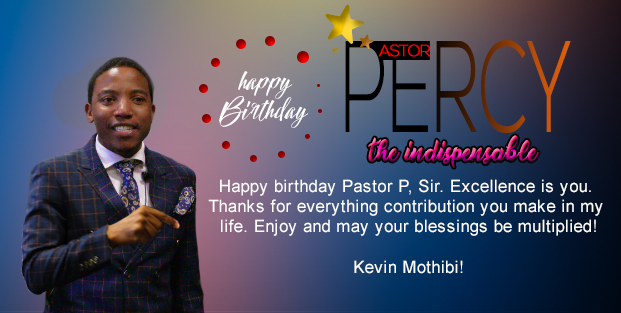 happy
Birthday
PASTOR
PERCY
the indispensable
Happy birthday Pastor P, Sir. Excellence is you.
Thanks for everything contribution you make in my
life. Enjoy and may your blessings be multiplied!
Kevin Mothibi!